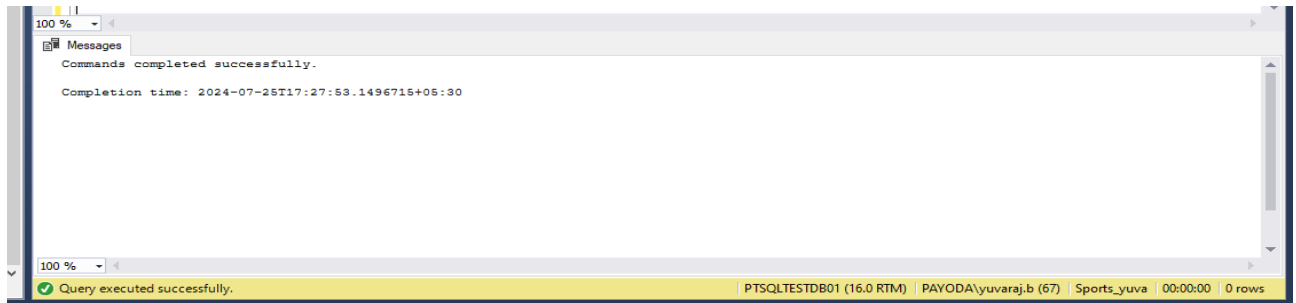 100 %
Messages
Commands completed successfully.
Completion time: 2024-07-25T17:27:53.1496715+05:30
100 %
Query executed successfully. PTSQLTESTDB01 (16.0 RTM) PAYODA\yuvaraj.b (67) Sports_yuva 00:00:00 0 rows